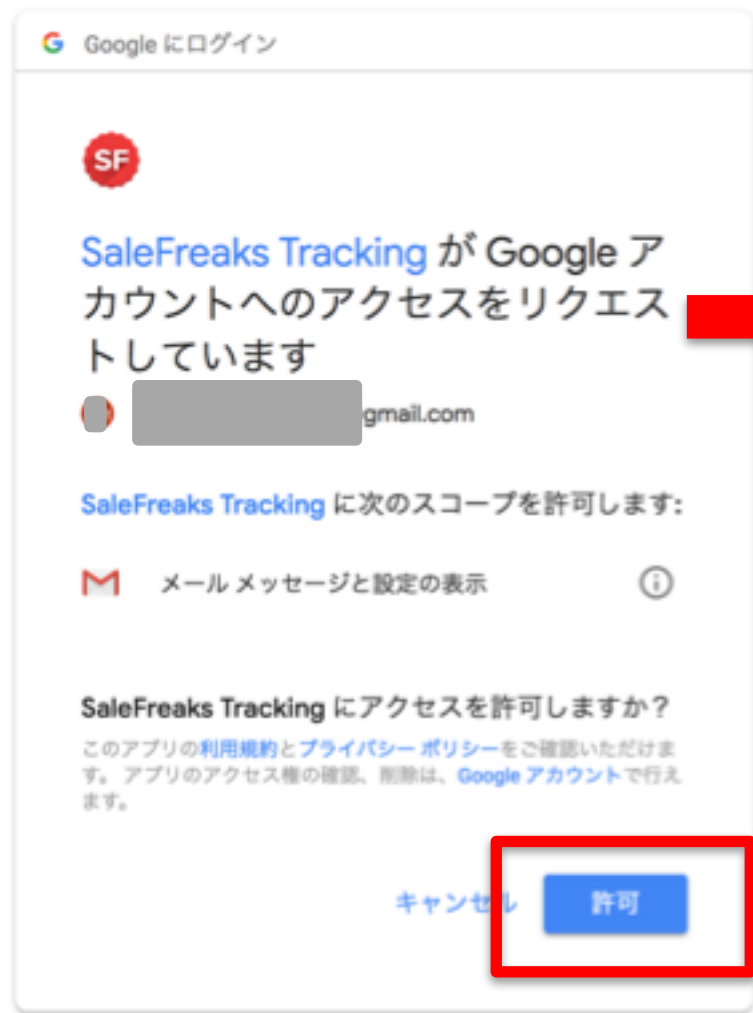 Google にログイン
SF
SaleFreaks Tracking が Google ア
カウントへのアクセスをリクエス
トしています
gmail.com
SaleFreaks Tracking に次のスコープを許可します:
メール メッセージと設定の表示
SaleFreaks Tracking にアクセスを許可しますか？
このアプリの利用規約とプライバシー ポリシーをご確認いただけま
す。 アプリのアクセス権の確認、削除は、Google アカウントで行え
ます。
キャンセル 許可